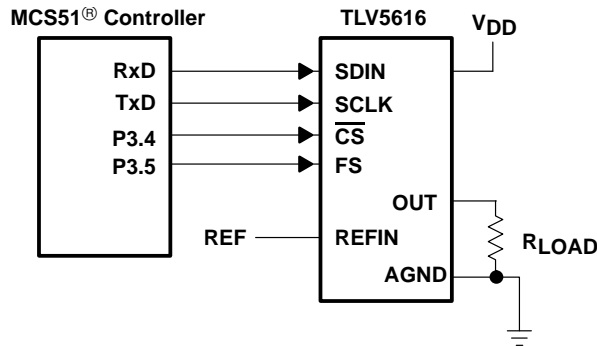 MCS51® Controller
TLV5616
VDD
RxD
SDIN
TxD
SCLK
P3.4
CS
P3.5
FS
OUT
REF
REFIN
RLOAD
AGND